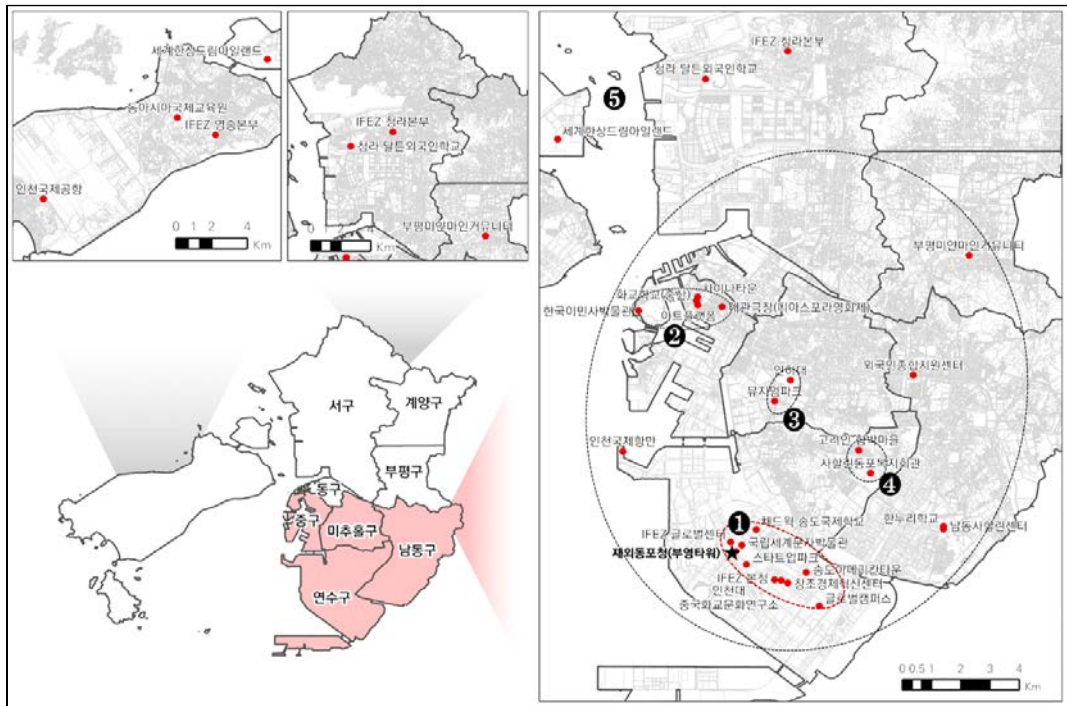 세계한상드림아일랜드
동아시아국제교육원
IFEZ 영종본부
인천국제공항
0 2 4
Km
IFEZ 청라본부
청라 달튼외국인학교
부평미얀마인커뮤니티
0 2 4
Km
서구
계양구
부평구
동구
중구
미추홀구
남동구
연수구
IFEZ 청라본부
청라 달튼외국인학교
❺
세계한상드림아일랜드
부평미얀마인커뮤니티
차이나타운
화교학교(중산)
한국이민사박물관
애관극장(디아스포라영화제)
아트플랫폼
❷
외국인종합지원센터
인하대
뮤지엄파크
❸
인천국제항만
고려인 함박마을
사할린동포복지회관
❹
한누리학교
남동사할린센터
❶
채드윅 송도국제학교
IFEZ 글로벌센터
국립세계문자박물관
재외동포청(부영타워)
스타트업파크
송도아메리칸타운
IFEZ 본청
창조경제혁신센터
인천대
글로벌캠퍼스
중국화교문화연구소
0 0.5 1 2 3 4
Km